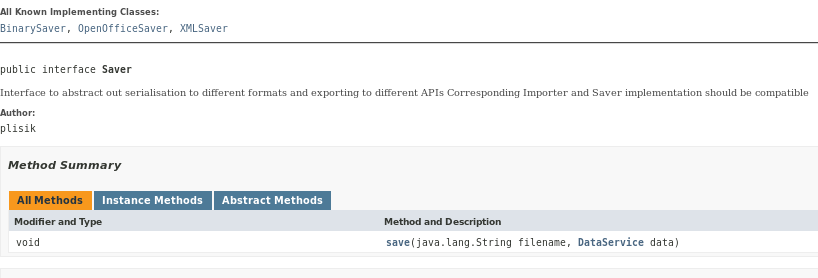 All Known Implementing Classes:
BinarySaver, OpenOfficeSaver, XMLSaver
public interface Saver
Interface to abstract out serialisation to different formats and exporting to different APIs Corresponding Importer and Saver implementation should be compatible
Author:
plisik
Method Summary
All Methods Instance Methods Abstract Methods
Modifier and Type Method and Description
void save(java.lang.String filename, DataService data)